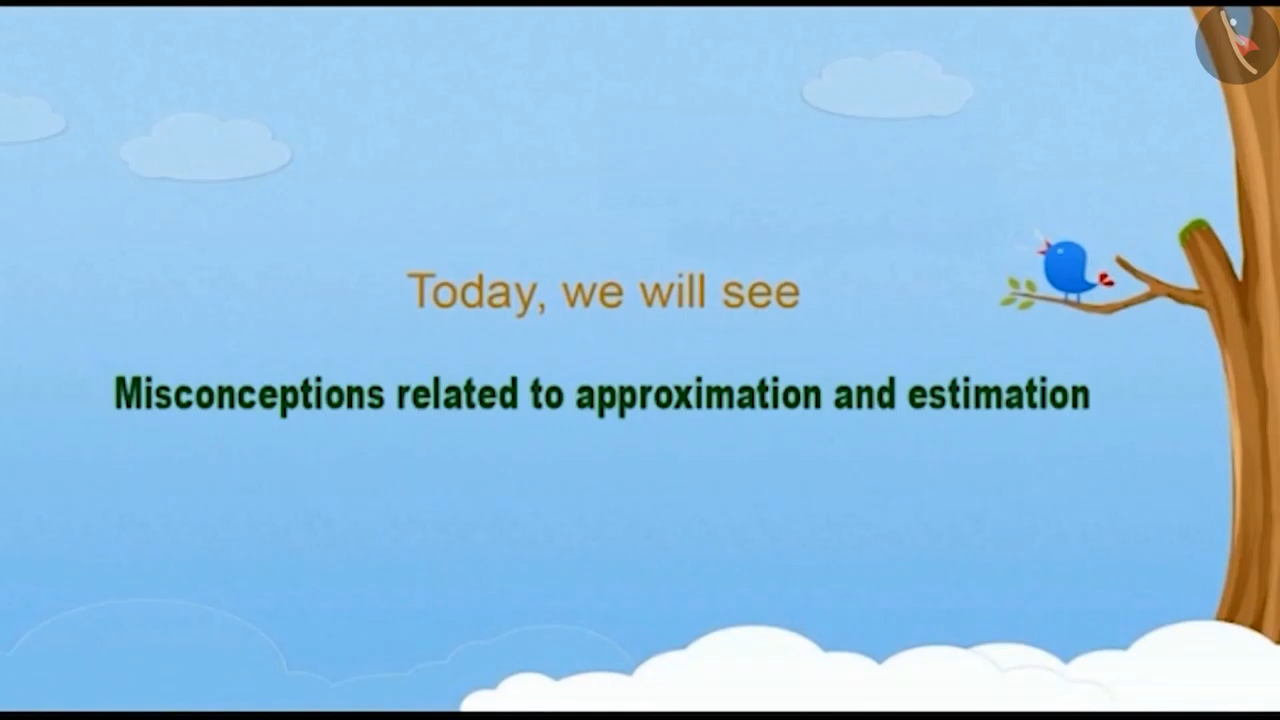 Today, we will see
Misconceptions related to approximation and estimation